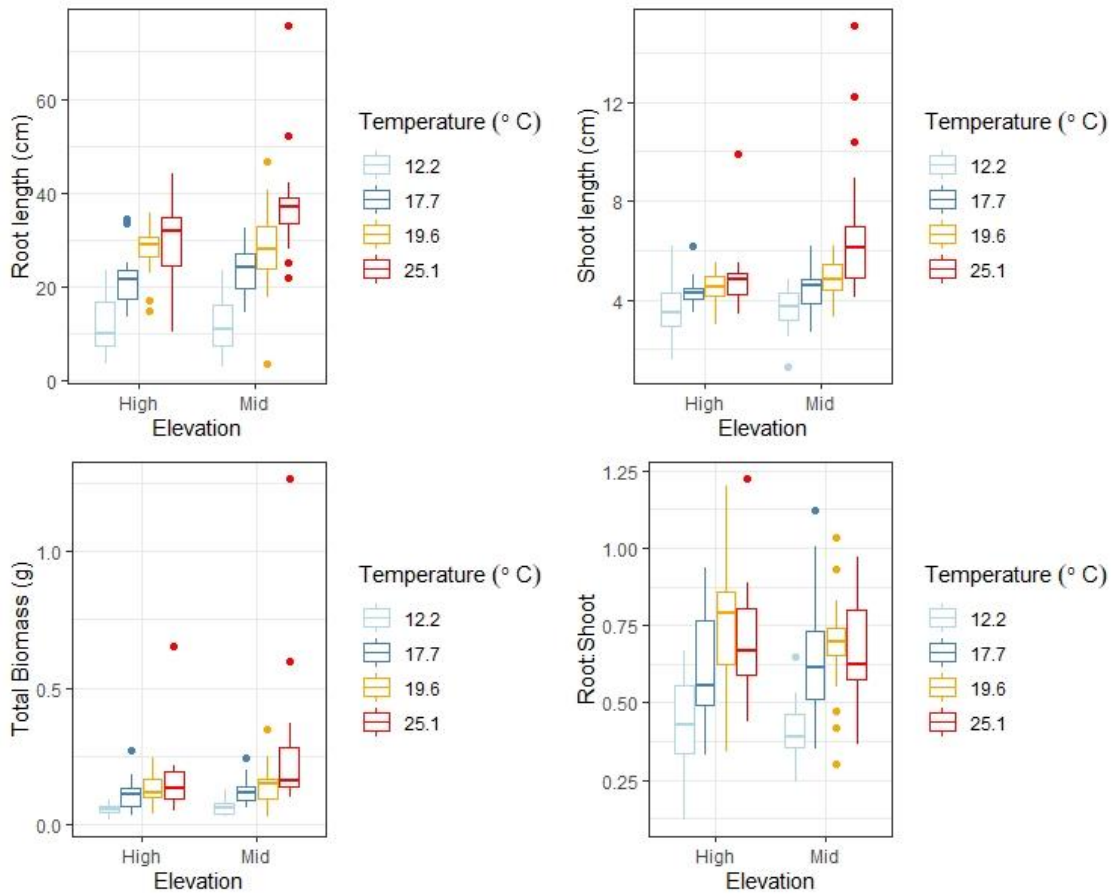 Root length (cm)
60
40
20
0
High
Mid
Elevation
Temperature (° C)
12.2
17.7
19.6
25.1
Shoot length (cm)
12
8
4
High
Mid
Elevation
Temperature (° C)
12.2
17.7
19.6
25.1
Total Biomass (g)
1.0
0.5
0.0
High
Mid
Elevation
Temperature (° C)
12.2
17.7
19.6
25.1
Root:Shoot
1.25
1.00
0.75
0.50
0.25
High
Mid
Elevation
Temperature (° C)
12.2
17.7
19.6
25.1